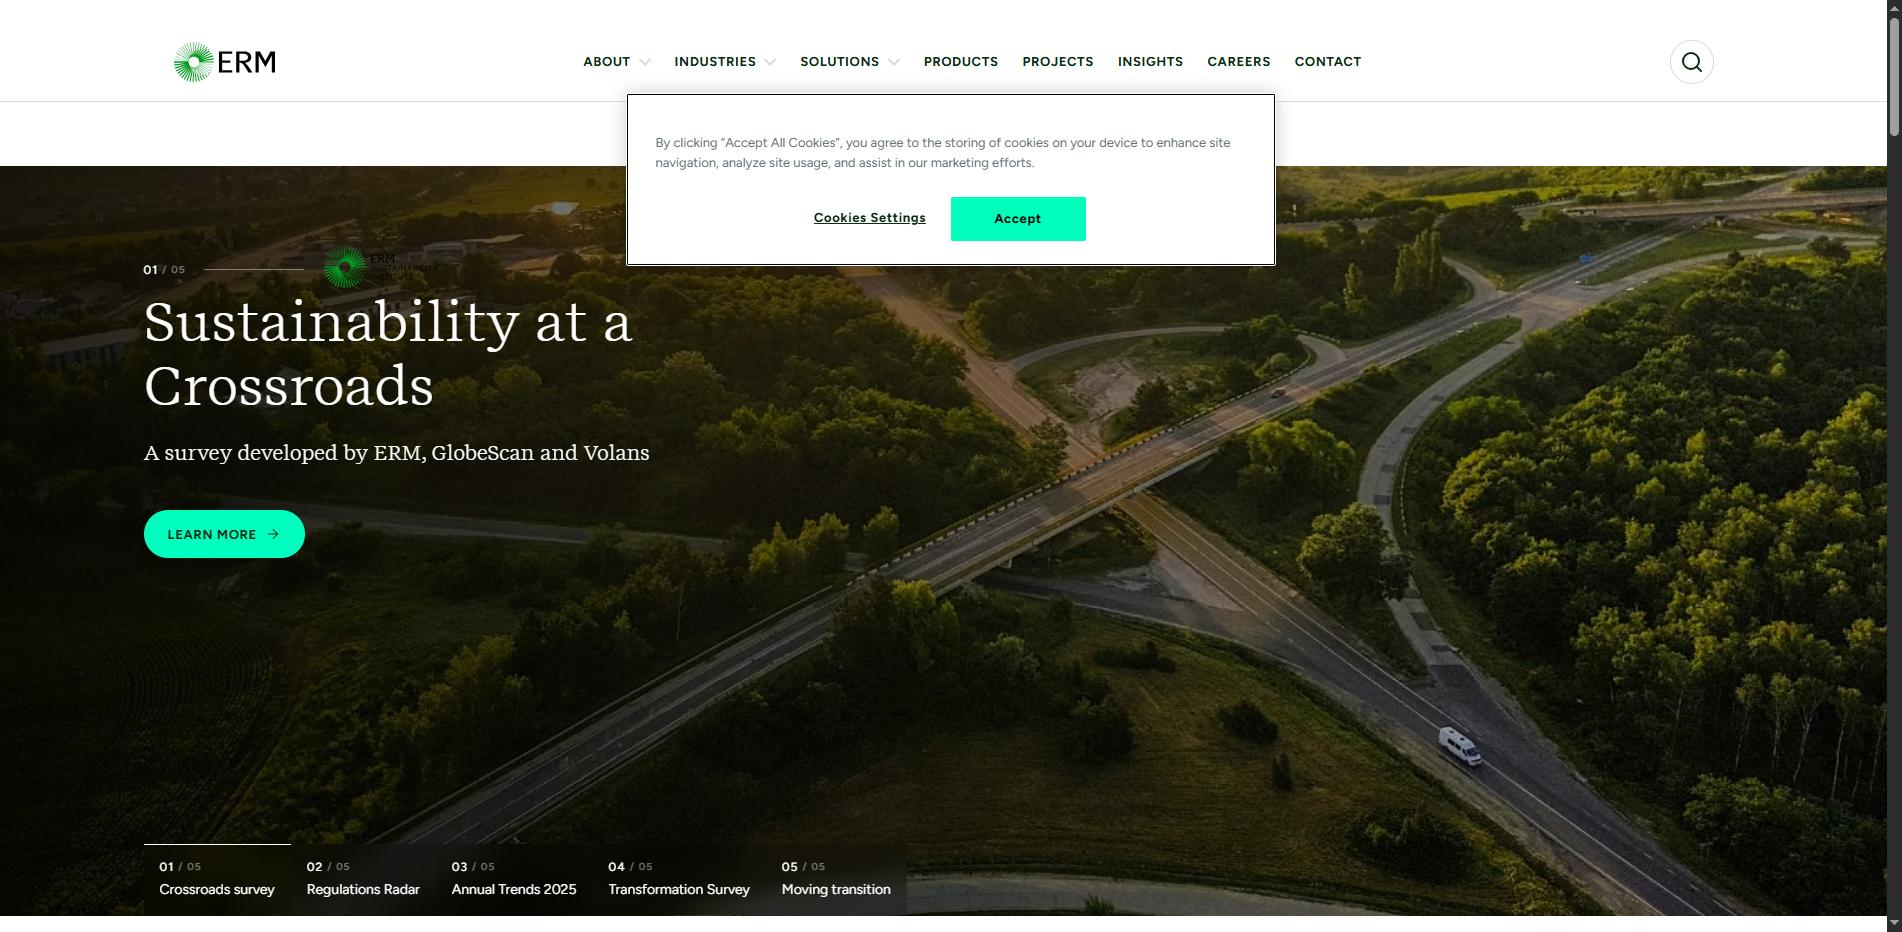 ERM
ABOUT
INDUSTRIES
SOLUTIONS
PRODUCTS
PROJECTS
INSIGHTS
CAREERS
CONTACT
By clicking “Accept All Cookies”, you agree to the storing of cookies on your device to enhance site
navigation, analyze site usage, and assist in our marketing efforts.
Cookies Settings
Accept
01 / 05
ERM
SUSTAINABILITY
INSTITUTE
Sustainability at a
Crossroads
A survey developed by ERM, GlobeScan and Volans
LEARN MORE
01 / 05
Crossroads survey
02 / 05
Regulations Radar
03 / 05
Annual Trends 2025
04 / 05
Transformation Survey
05 / 05
Moving transition